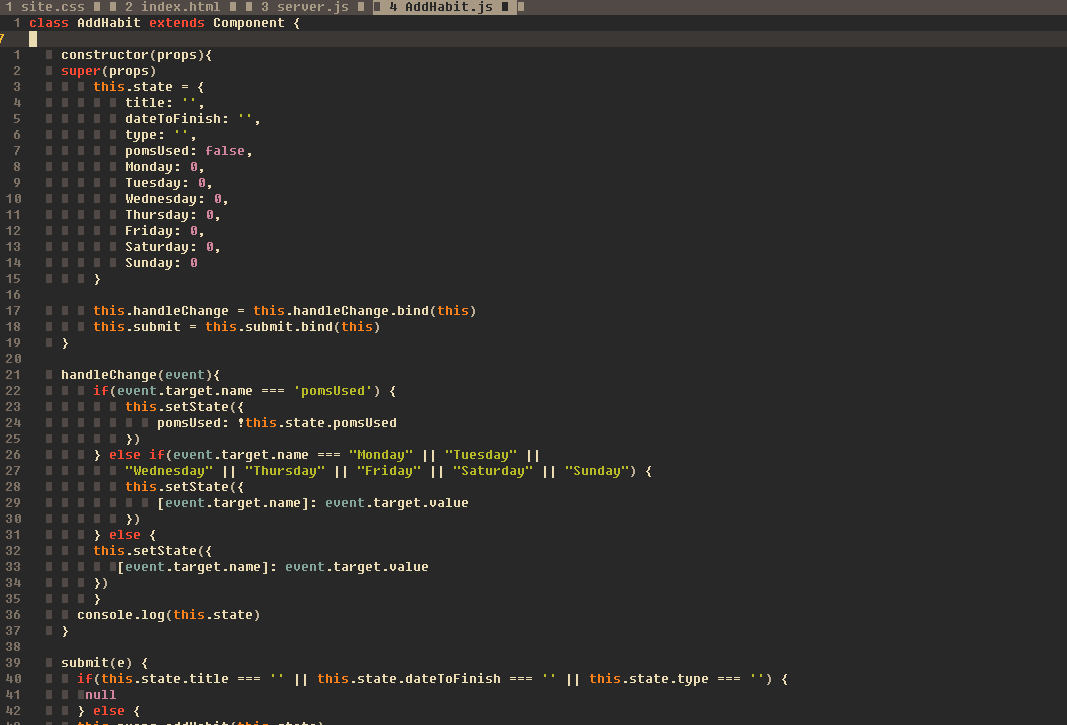 1 site.css 2 index.html 3 server.js 4 AddHabit.js
1 class AddHabit extends Component {
7
1 constructor(props){
2 super(props)
3 this.state = {
4 title: '',
5 dateToFinish: '',
6 type: '',
7 pomsUsed: false,
8 Monday: 0,
9 Tuesday: 0,
10 Wednesday: 0,
11 Thursday: 0,
12 Friday: 0,
13 Saturday: 0,
14 Sunday: 0
15 }
16
17 this.handleChange = this.handleChange.bind(this)
18 this.submit = this.submit.bind(this)
19 }
20
21 handleChange(event){
22 if(event.target.name === 'pomsUsed') {
23 this.setState({
24 pomsUsed: !this.state.pomsUsed
25 })
26 } else if(event.target.name === "Monday" || "Tuesday" ||
27 "Wednesday" || "Thursday" || "Friday" || "Saturday" || "Sunday") {
28 this.setState({
29 [event.target.name]: event.target.value
30 })
31 } else {
32 this.setState({
33 [event.target.name]: event.target.value
34 })
35 }
36 console.log(this.state)
37 }
38
39 submit(e) {
40 if(this.state.title === '' || this.state.dateToFinish === '' || this.state.type === '') {
41 null
42 } else {